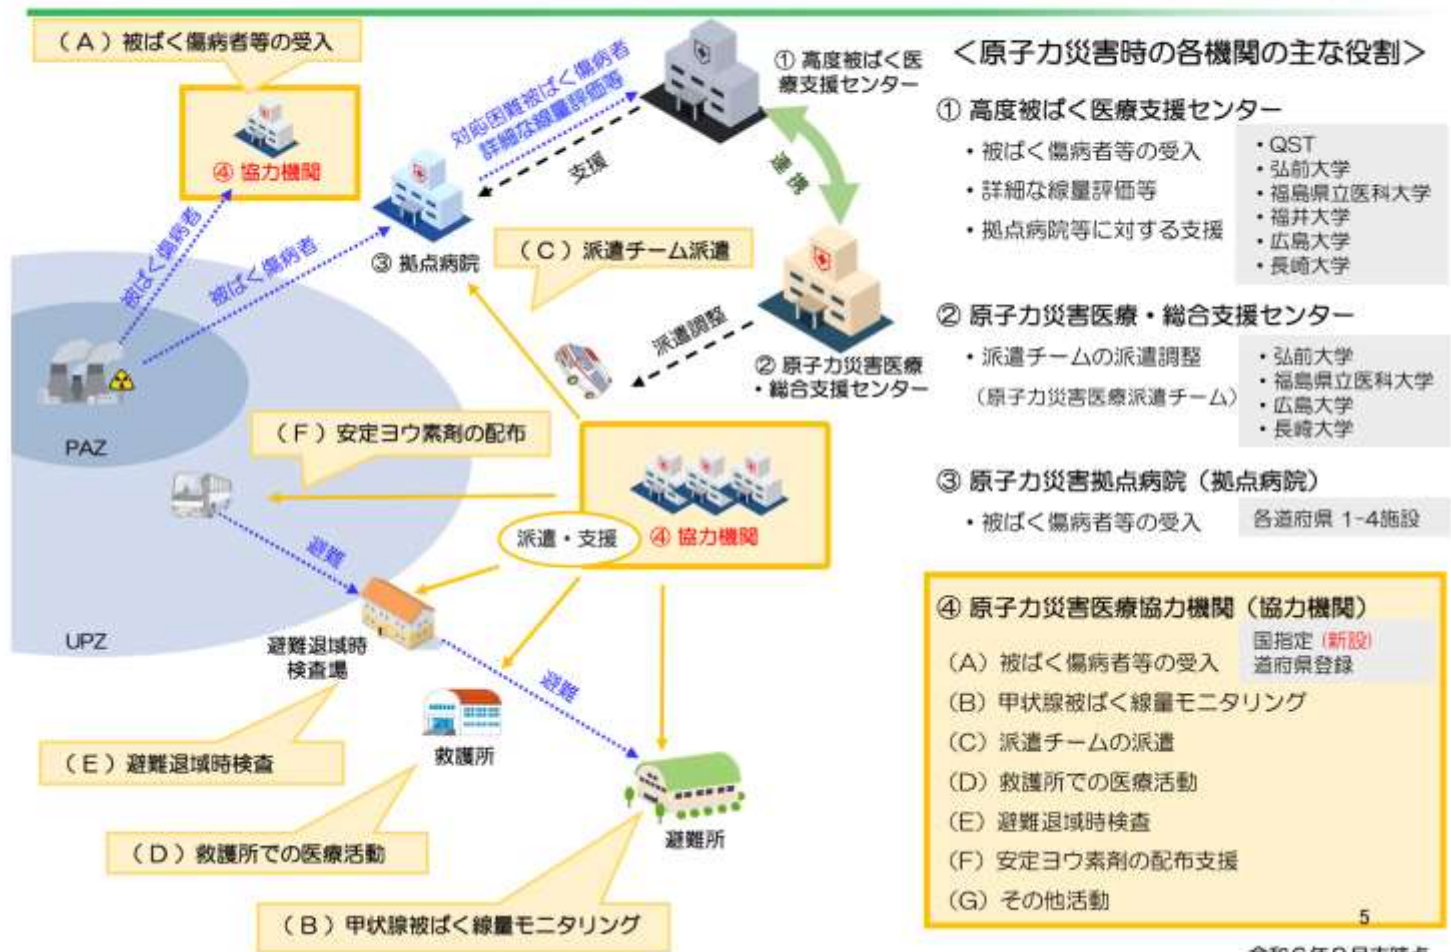 （Ａ）被ばく傷病者等の受入
④ 協力機関
対応困難被ばく傷病者
詳細な線量評価等
支援
① 高度被ばく医
療支援センター
連携
被ばく傷病者
被ばく傷病者
③ 拠点病院
（Ｃ）派遣チーム派遣
派遣調整
② 原子力災害医療
・総合支援センター
PAZ
（Ｆ）安定ヨウ素剤の配布
派遣・支援
④ 協力機関
避難
UPZ
避難退域時
検査場
避難
救護所
（Ｅ）避難退域時検査
避難所
（Ｄ）救護所での医療活動
（Ｂ）甲状腺被ばく線量モニタリング
＜原子力災害時の各機関の主な役割＞
① 高度被ばく医療支援センター
・被ばく傷病者等の受入
・詳細な線量評価等
・拠点病院等に対する支援
・QST
・弘前大学
・福島県立医科大学
・福井大学
・広島大学
・長崎大学
② 原子力災害医療・総合支援センター
・派遣チームの派遣調整
（原子力災害医療派遣チーム）
・弘前大学
・福島県立医科大学
・広島大学
・長崎大学
③ 原子力災害拠点病院（拠点病院）
・被ばく傷病者等の受入
各道府県 1-4施設
④ 原子力災害医療協力機関（協力機関）
国指定（新設）
道府県登録
（A）被ばく傷病者等の受入
（B）甲状腺被ばく線量モニタリング
（C）派遣チームの派遣
（D）救護所での医療活動
（E）避難退域時検査
（F）安定ヨウ素剤の配布支援
（G）その他活動
5